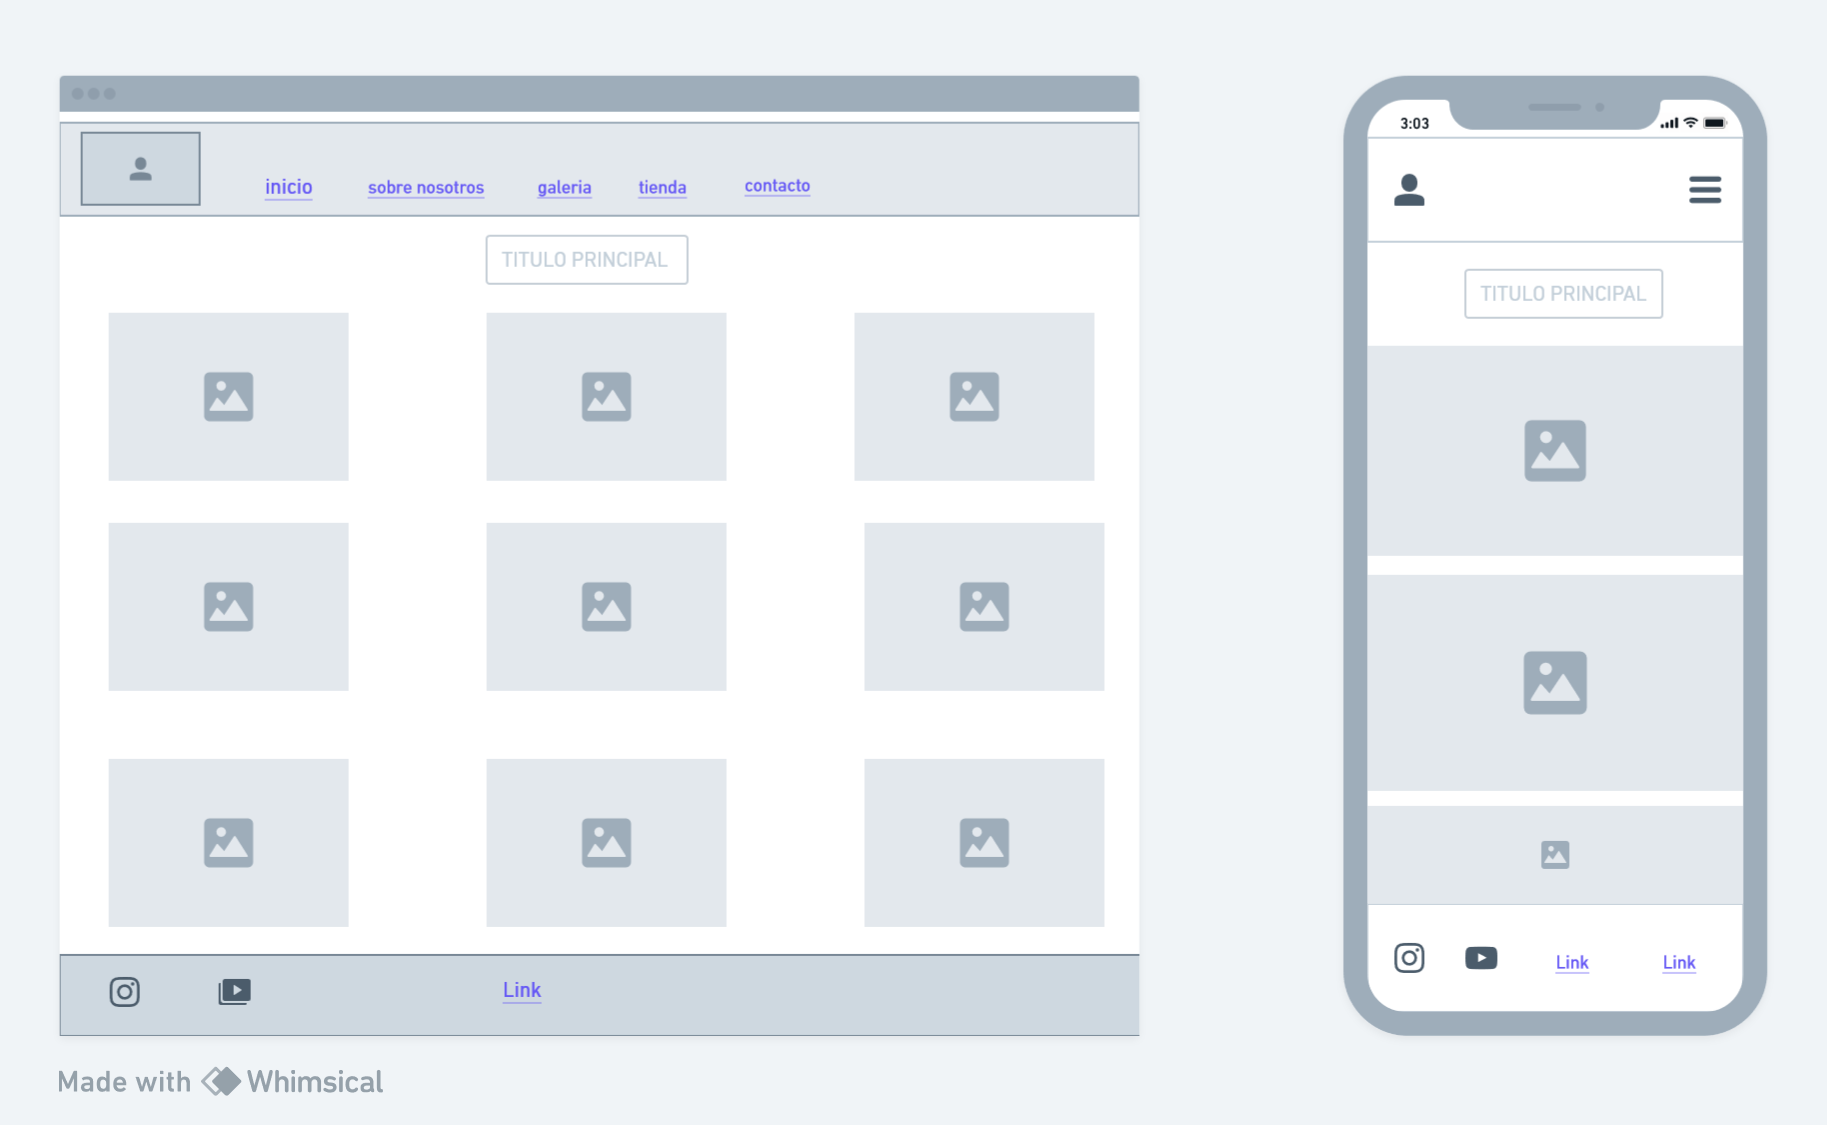 inicio sobre nosotros galeria tienda contacto
TITULO PRINCIPAL
Link
3:03
TITULO PRINCIPAL
Link Link
Made with Whimsical